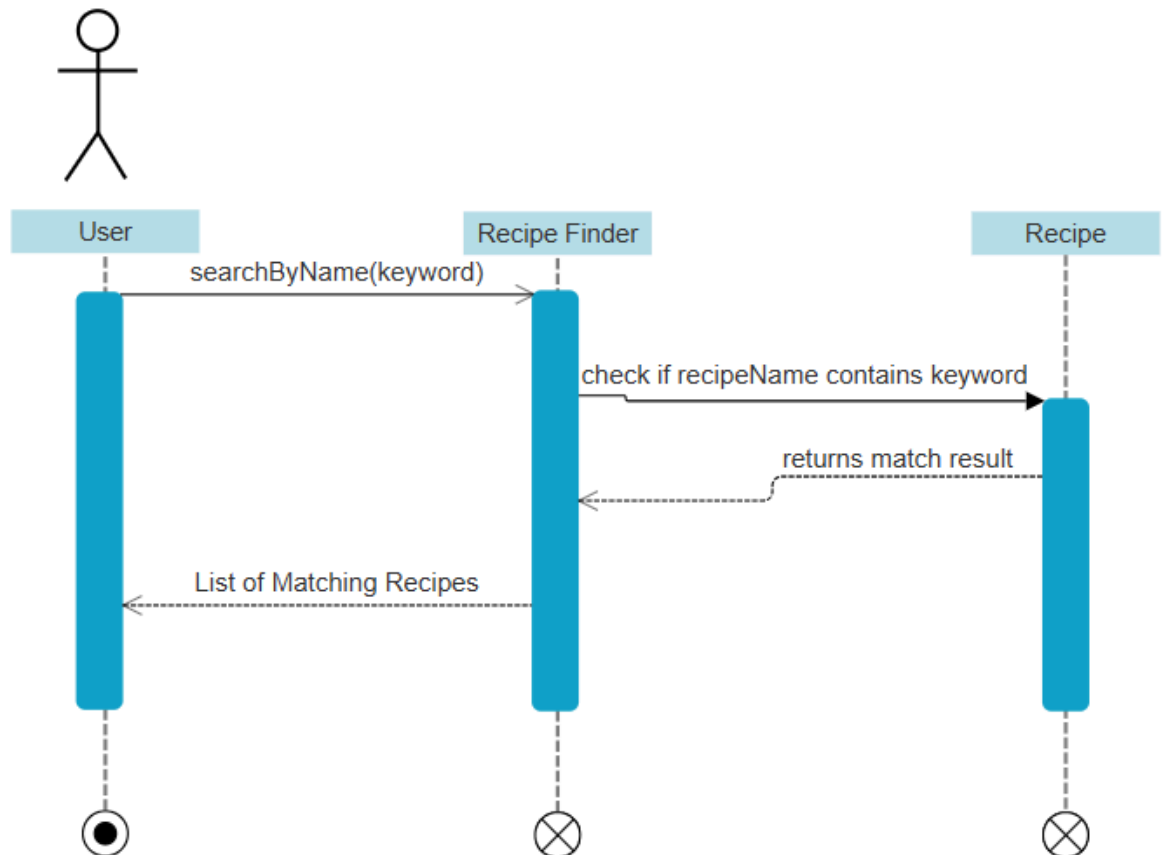 User
Recipe Finder
Recipe
searchByName(keyword)
check if recipeName contains keyword
returns match result
List of Matching Recipes